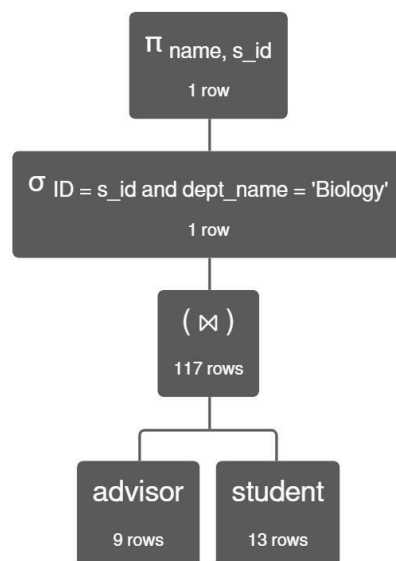 π name, s_id
1 row
σ ID = s_id and dept_name = 'Biology'
1 row
( ⋈ )
117 rows
advisor
9 rows
student
13 rows